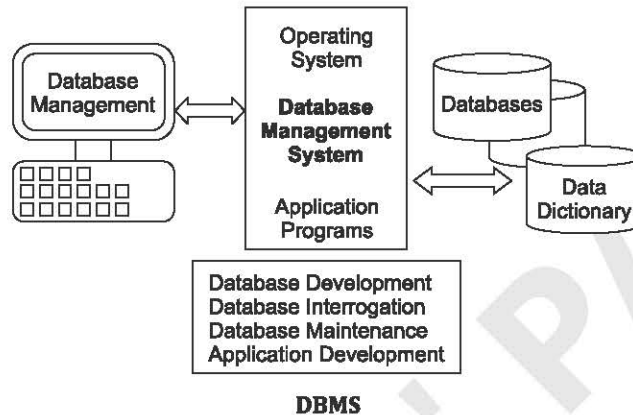 Database
Management
Operating
System
Database
Management
System
Application
Programs
Databases
Data
Dictionary
Database Development
Database Interrogation
Database Maintenance
Application Development
DBMS